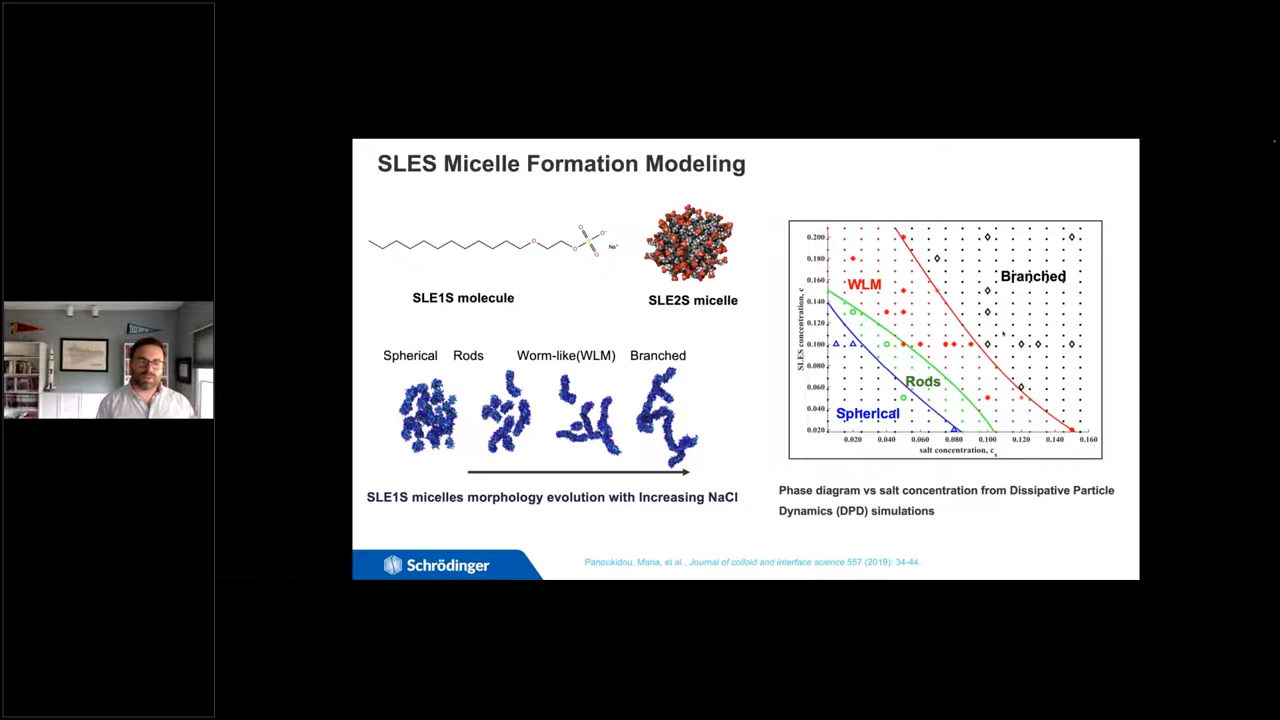 SLES Micelle Formation Modeling
O
O
O
O⁻
O
S
Na⁺
SLE1S molecule
SLE2S micelle
Spherical
Rods
Worm-like(WLM)
Branched
SLE1S micelles morphology evolution with Increasing NaCl
SLES concentration, c
0.200
0.180
0.160
0.140
0.120
0.100
0.080
0.060
0.040
0.020
WLM
Branched
Rods
Spherical
0.020 0.040 0.060 0.080 0.100 0.120 0.140 0.160
salt concentration, cₛ
Phase diagram vs salt concentration from Dissipative Particle
Dynamics (DPD) simulations
Schrödinger
Panoukidou, Maria, et al., Journal of colloid and interface science 557 (2019): 34-44.